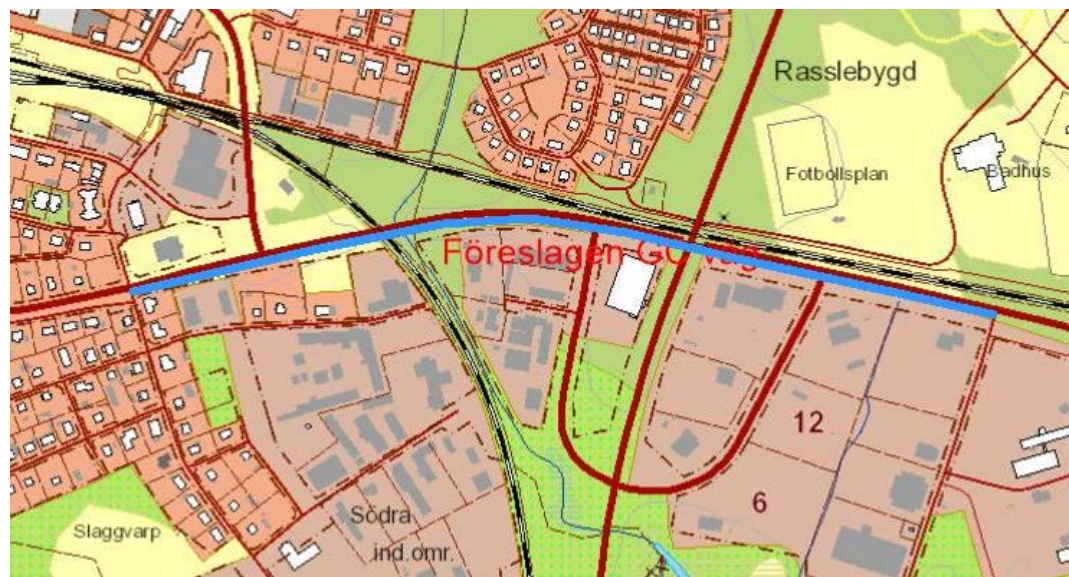 Rasslebygd
Fotbollsplan
Badhus
Föreslagen GC-väg
12
6
Södra
ind.omr.
Slaggvarp